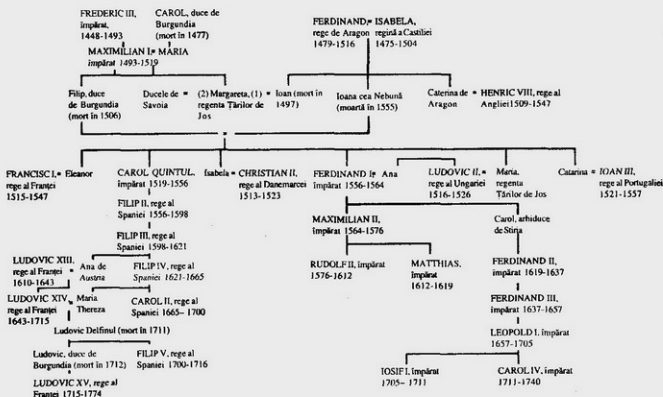 FREDERIC III,
împărat,
1448-1493
CAROL, duce de
Burgundia
(mort in 1477)
FERDINAND,= ISABELA,
rege de Aragon regină a Castiliei
1479-1516 1475-1504
MAXIMILIAN I,= MARIA
împărat 1493-1519
Filip, duce
de Burgundia
(mort în 1506)
Ducele de =
Savoia
(2) Margareta, (1) =
regenta Țărilor de
Jos
Ioan (mort in
1497)
Ioana cea Nebună
(moartă în 1555)
Caterina de =
Aragon
HENRIC VIII, rege al
Angliei 1509-1547
FRANCISC I,= Eleanor
rege al Franței
1515-1547
CAROL QUINTUL,
împărat 1519-1556
Isabela = CHRISTIAN II,
rege al Danemarcei
1513-1523
FERDINAND I,= Ana
împărat 1556-1564
LUDOVIC II, =
rege al Ungariei
1516-1526
Maria,
regenta
Țărilor de Jos
Catarina = IOAN III,
rege al Portugaliei
1521-1557
FILIP II, rege al
Spaniei 1556-1598
FILIP III, rege al
Spaniei 1598-1621
MAXIMILIAN II,
împărat 1564-1576
Carol, arhiduce
de Stiria
LUDOVIC XIII, =
rege al Franței
1610-1643
Ana de
Austria
FILIP IV, rege al
Spaniei 1621-1665
RUDOLF II, împărat
1576-1612
MATTHIAS,
împărat
1612-1619
FERDINAND II,
împărat 1619-1637
LUDOVIC XIV,=
rege al Franței
1643-1715
Maria
Thereza
CAROL II, rege al
Spaniei 1665- 1700
FERDINAND III,
împărat 1637-1657
Ludovic Delfinul (mort în 1711)
LEOPOLD I, împărat
1657-1705
Ludovic, duce de
Burgundia (mort în 1712)
FILIP V, rege al
Spaniei 1700-1716
IOSIF I, împărat
1705- 1711
CAROL IV, împărat
1711-1740
LUDOVIC XV, rege al
Franței 1715-1774